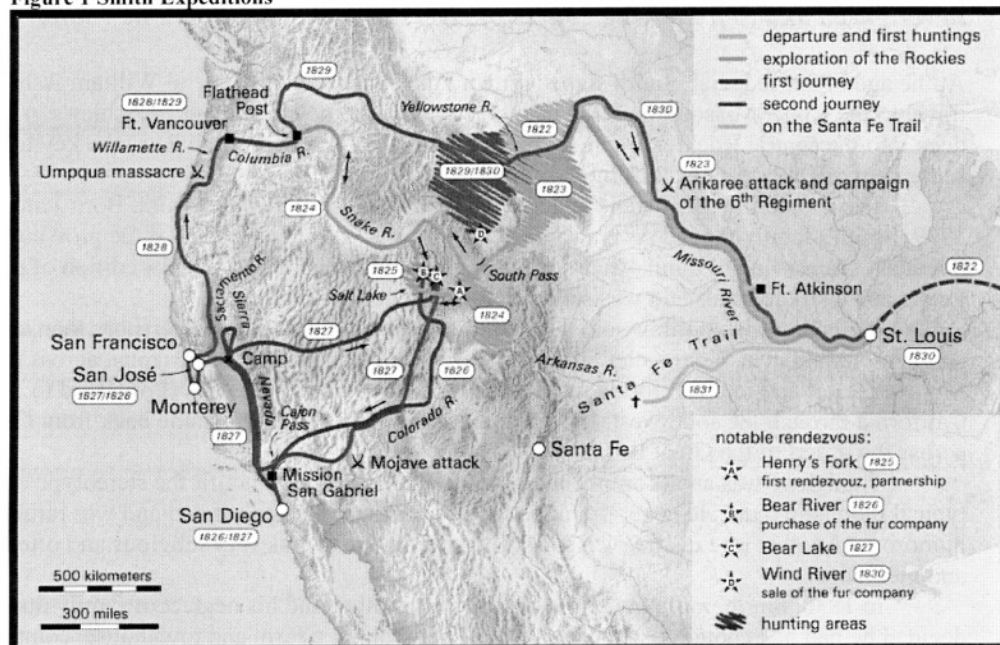 Figure 1 Smith Expeditions
departure and first huntings
exploration of the Rockies
first journey
second journey
on the Santa Fe Trail
1829
1828/1829
Flathead
Post
Ft. Vancouver
Willamette R.
Columbia R.
Umpqua massacre
Yellowstone R.
1822
1830
1829/1830
1823
1823
Arikaree attack and campaign
of the 6th Regiment
1824
Snake R.
D
1828
1825
B
C
A
South Pass
Salt Lake
1824
Missouri River
Ft. Atkinson
1822
Sacramento R.
Sierra
Nevada
1827
San Francisco
Camp
San José
1827/1828
Monterey
1827
1826
Arkansas R.
Santa Fe Trail
1831
St. Louis
1830
1827
Cajon
Pass
Colorado R.
Mojave attack
Santa Fe
Mission
San Gabriel
San Diego
1826/1827
500 kilometers
300 miles
notable rendezvous:
A Henry's Fork 1825
first rendezvouz, partnership
B Bear River 1826
purchase of the fur company
C Bear Lake 1827
D Wind River 1830
sale of the fur company
hunting areas